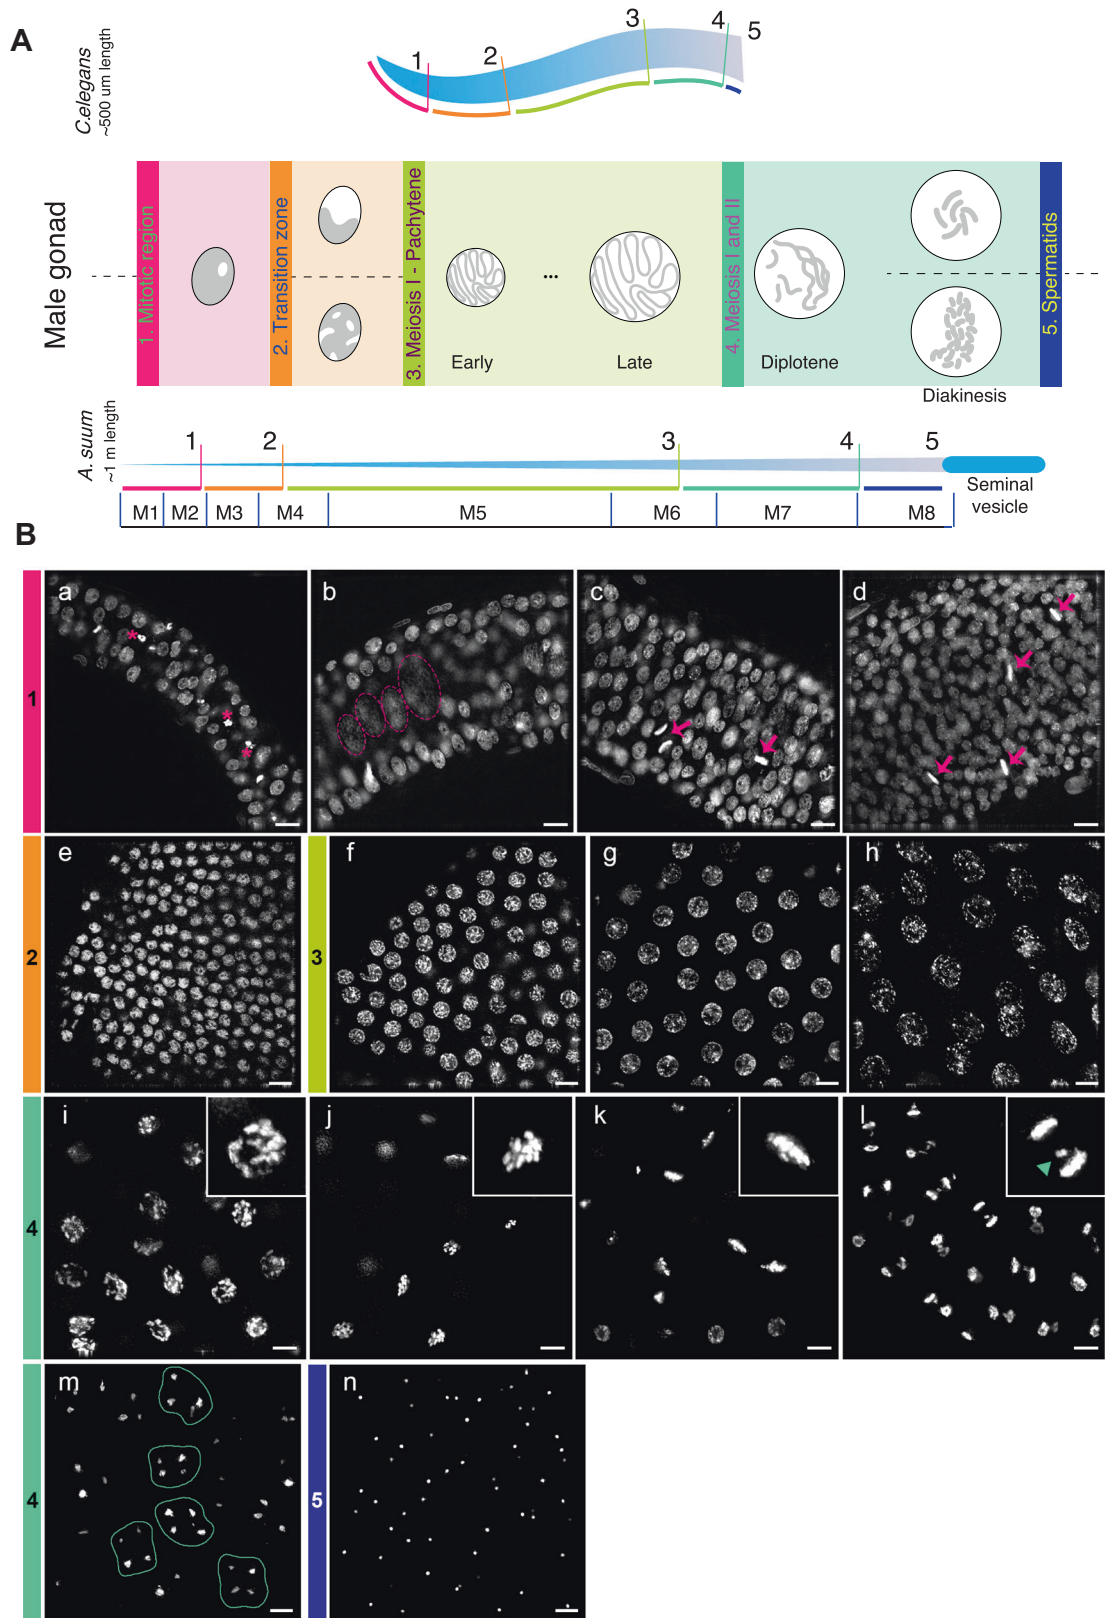 A
C.elegans
~500 um length
1
2
3
4
5
Male gonad
1. Mitotic region
2. Transition zone
3. Meiosis I - Pachytene
4. Meiosis I and II
5. Spermatids
Early
...
Late
Diplotene
Diakinesis
A. suum
~1 m length
1
2
3
4
5
Seminal
vesicle
M1
M2
M3
M4
M5
M6
M7
M8
B
1
a
*
*
*
b
c
d
2
e
3
f
g
h
4
i
j
k
l
4
m
5
n